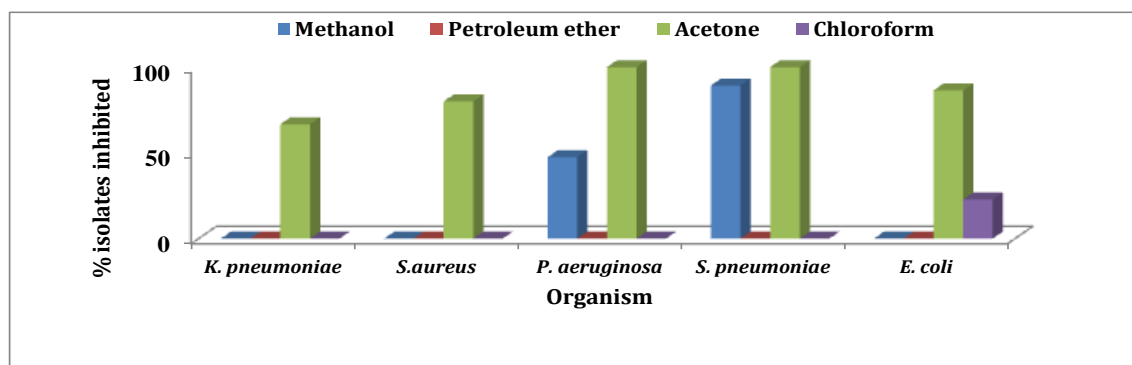 Methanol Petroleum ether Acetone Chloroform
100
50
0
% isolates inhibited
K. pneumoniae S.aureus P. aeruginosa S. pneumoniae E. coli
Organism